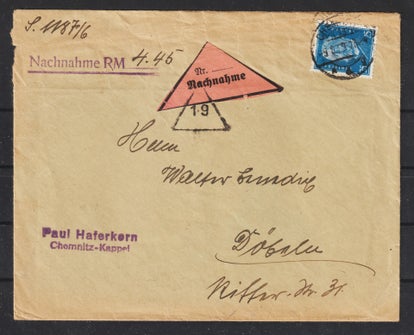 S. 1187/6
Nachnahme RM 4.45
Nr.
Nachnahme
19
Herrn
Walter Benedix
Döbeln
Ritter-Str. 31
Paul Haferkorn
Chemnitz-Kappel